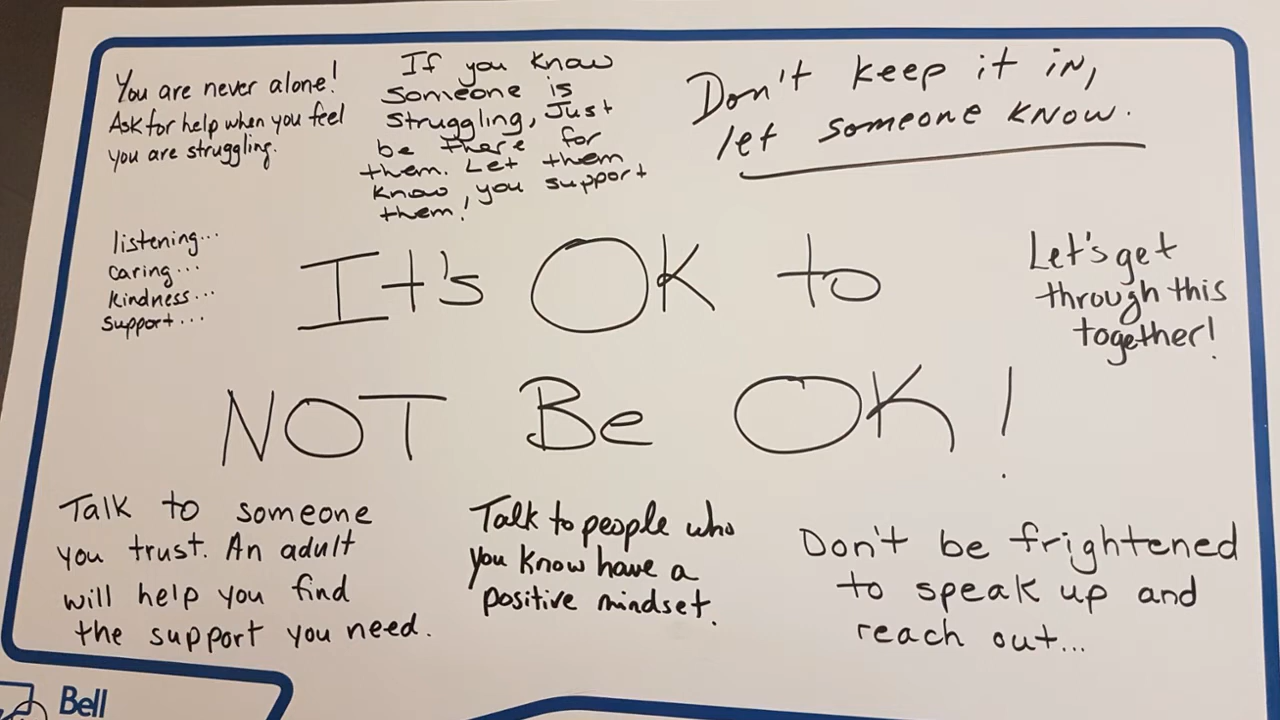 You are never alone!
Ask for help when you feel
you are struggling.
If you know
someone is
struggling, Just
be there for
them. Let them
know, you support
them!
Don't keep it in,
let someone know.
listening...
caring...
kindness...
support...
It's OK to
NOT Be OK!
Let's get
through this
together!
Talk to someone
you trust. An adult
will help you find
the support you need.
Talk to people who
you know have a
positive mindset.
Don't be frightened
to speak up and
reach out...
Bell